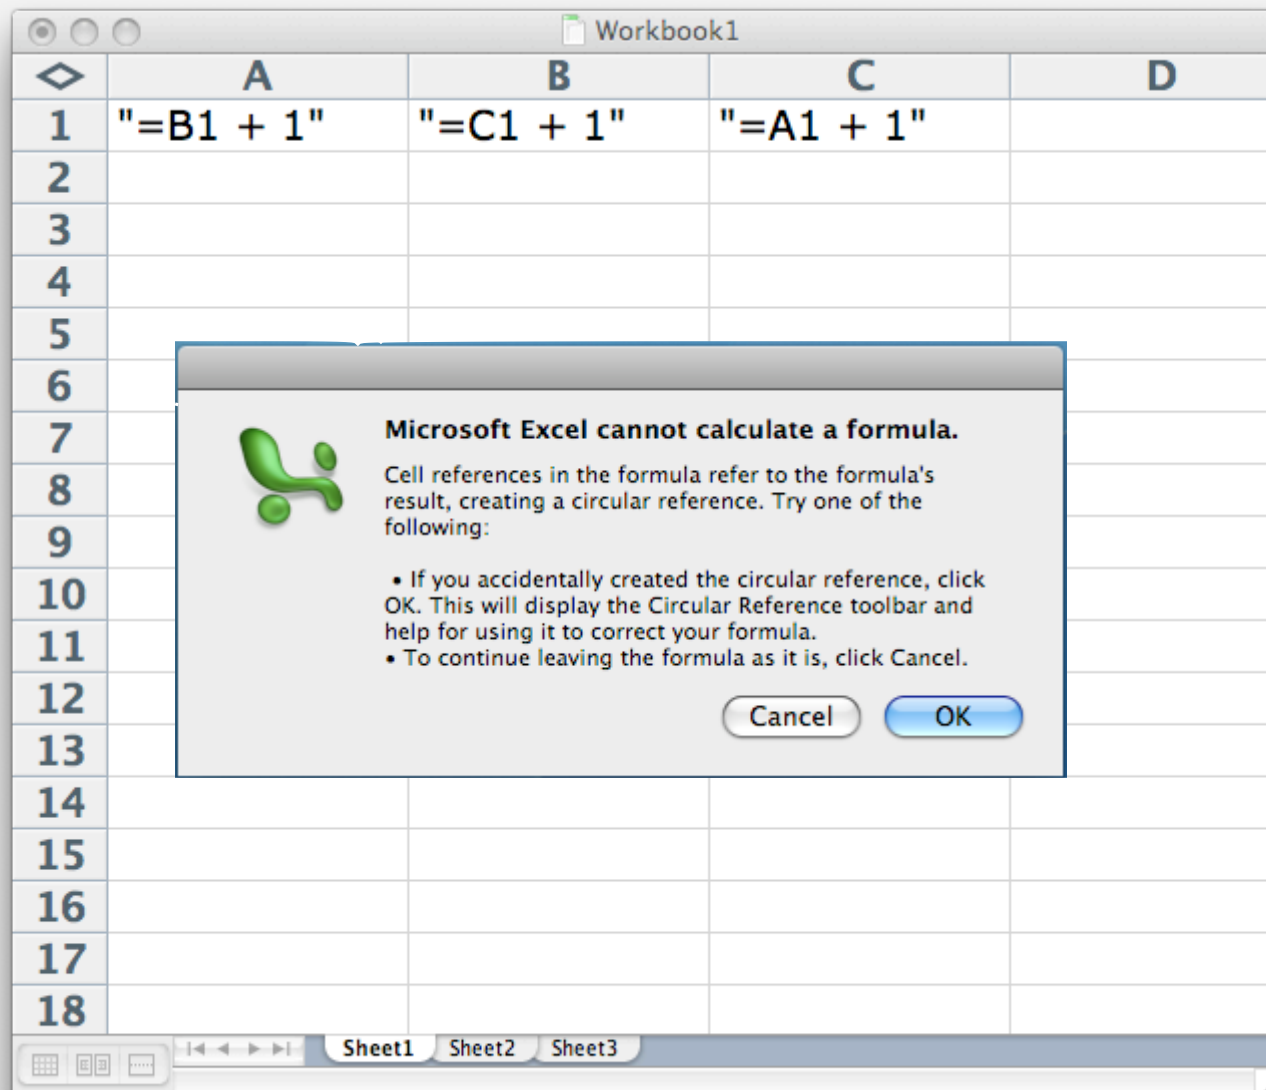 Workbook1
A B C D
1 "=B1 + 1" "=C1 + 1" "=A1 + 1"
2
3
4
5
6
7
8
9
10
11
12
13
14
15
16
17
18
Microsoft Excel cannot calculate a formula.
Cell references in the formula refer to the formula's
result, creating a circular reference. Try one of the
following:
• If you accidentally created the circular reference, click
OK. This will display the Circular Reference toolbar and
help for using it to correct your formula.
• To continue leaving the formula as it is, click Cancel.
Cancel OK
Sheet1 Sheet2 Sheet3